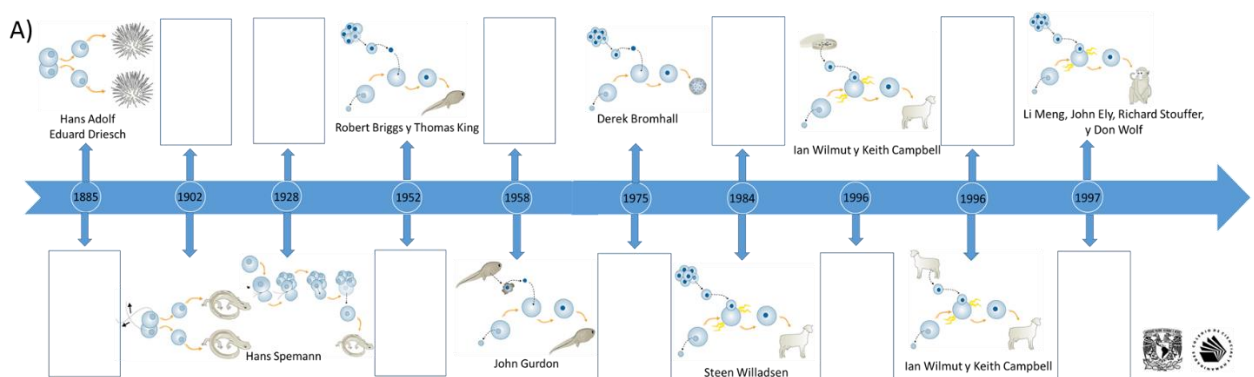 A)
Hans Adolf
Eduard Driesch
Robert Briggs y Thomas King
Derek Bromhall
Ian Wilmut y Keith Campbell
Li Meng, John Ely, Richard Stouffer,
y Don Wolf
1885
1902
1928
1952
1958
1975
1984
1996
1996
1997
Hans Spemann
John Gurdon
Steen Willadsen
Ian Wilmut y Keith Campbell